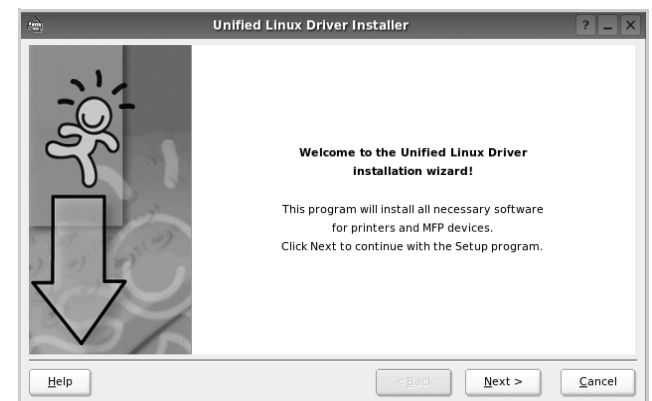 Unified Linux Driver Installer
Welcome to the Unified Linux Driver
installation wizard!
This program will install all necessary software
for printers and MFP devices.
Click Next to continue with the Setup program.
Help
< Back
Next >
Cancel